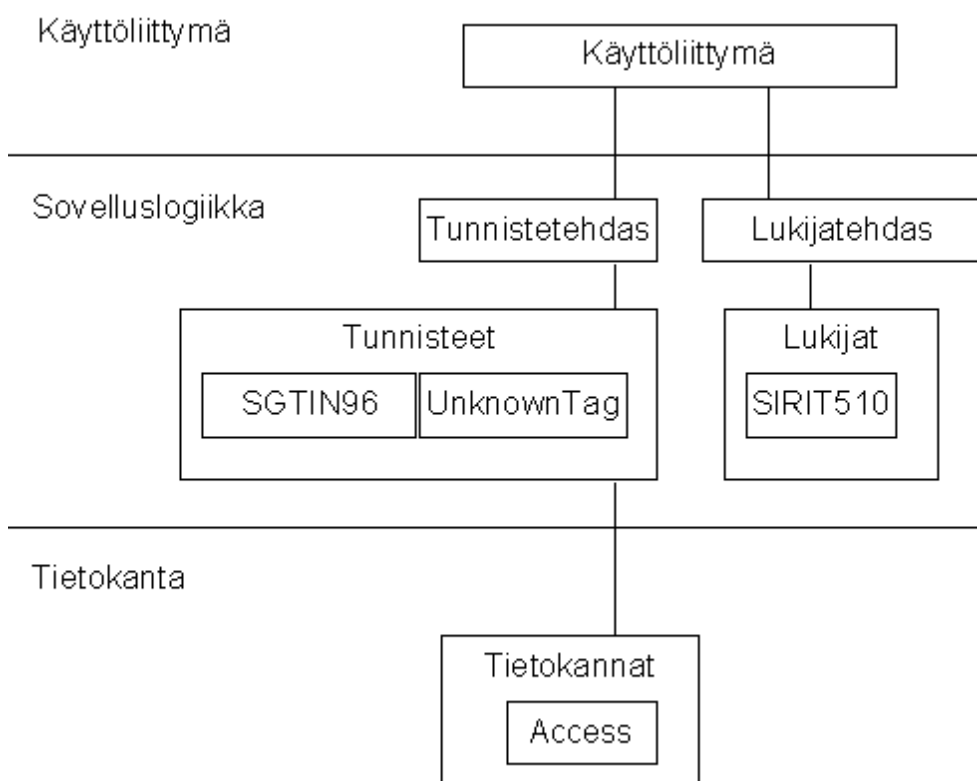 Käyttöliittymä
Käyttöliittymä
Sovelluslogiikka
Tunnistetehdas
Lukijatehdas
Tunnisteet
Lukijat
SGTIN96
UnknownTag
SIRIT510
Tietokanta
Tietokannat
Access